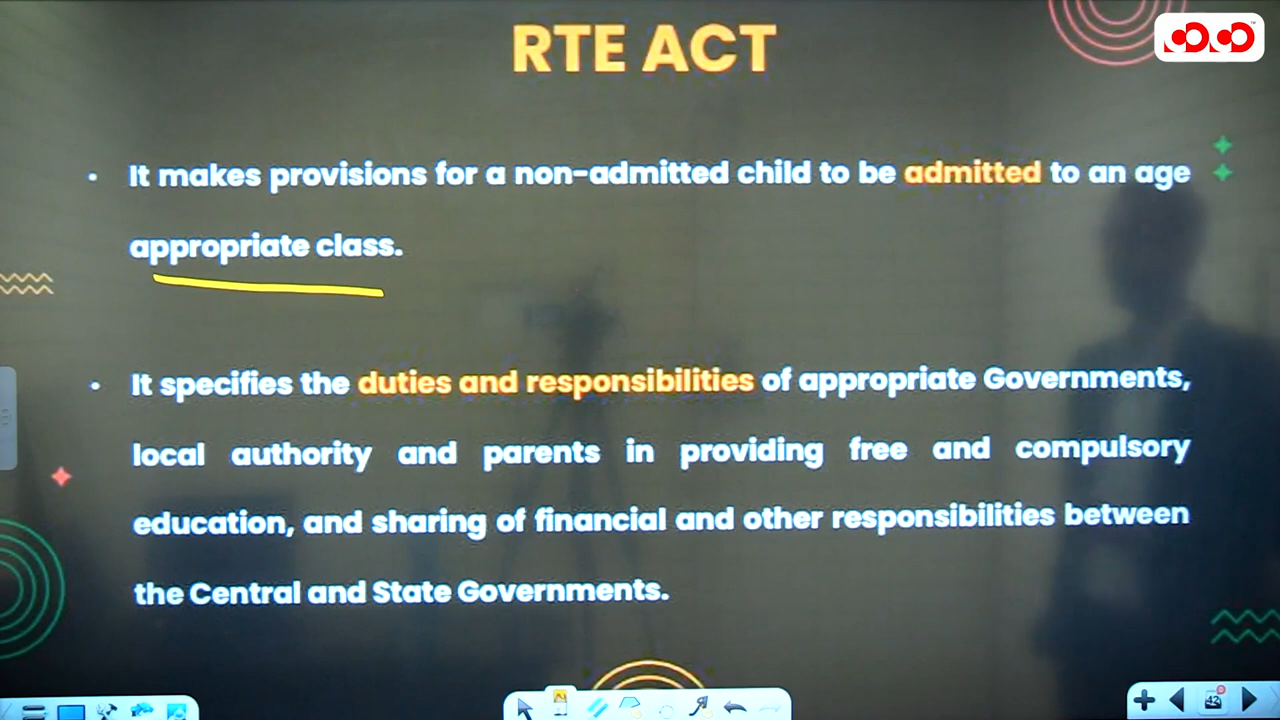 RTE ACT
• It makes provisions for a non-admitted child to be admitted to an age
appropriate class.
• It specifies the duties and responsibilities of appropriate Governments,
local authority and parents in providing free and compulsory
education, and sharing of financial and other responsibilities between
the Central and State Governments.
42